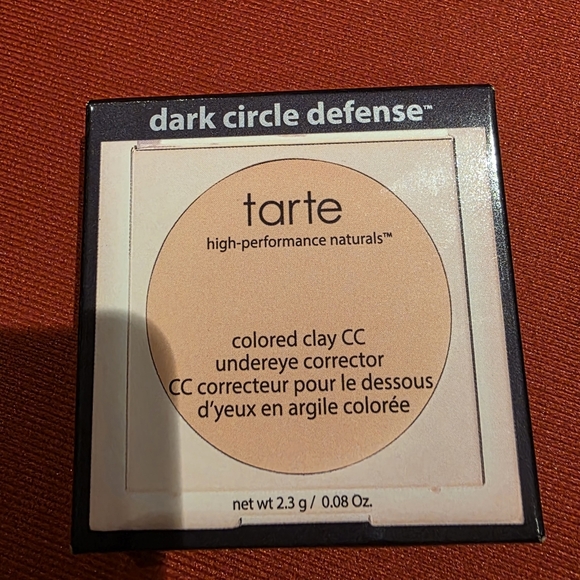 dark circle defense™
tarte
high-performance naturals™
colored clay CC
undereye corrector
CC correcteur pour le dessous
d'yeux en argile colorée
net wt 2.3 g / 0.08 Oz.